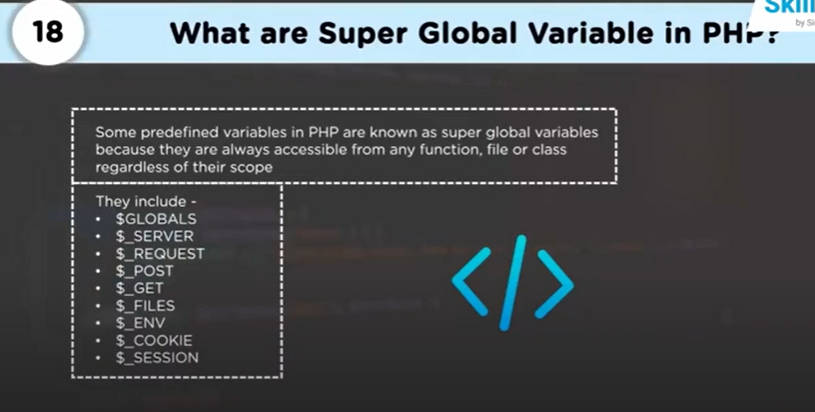 18
What are Super Global Variable in PHP?
Skill
by Si
Some predefined variables in PHP are known as super global variables
because they are always accessible from any function, file or class
regardless of their scope
They include -
• $GLOBALS
• $_SERVER
• $_REQUEST
• $_POST
• $_GET
• $_FILES
• $_ENV
• $_COOKIE
• $_SESSION
</>